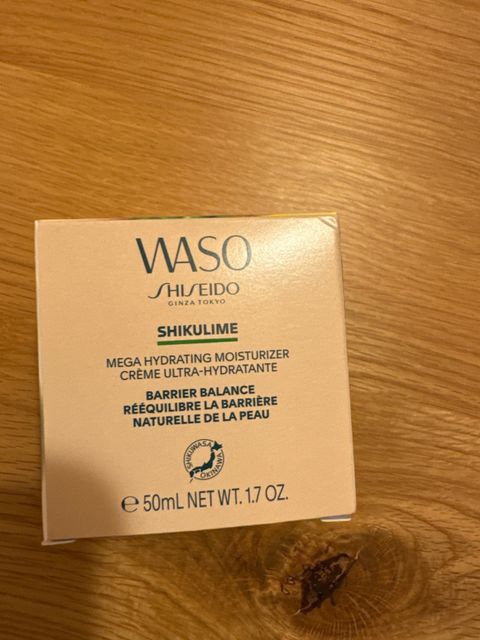 WASO
SHISEIDO
GINZA TOKYO
SHIKULIME
MEGA HYDRATING MOISTURIZER
CRÈME ULTRA-HYDRATANTE
BARRIER BALANCE
RÉÉQUILIBRE LA BARRIÈRE
NATURELLE DE LA PEAU
SHIKUWASA
OKINAWA
℮ 50mL NET WT. 1.7 OZ.